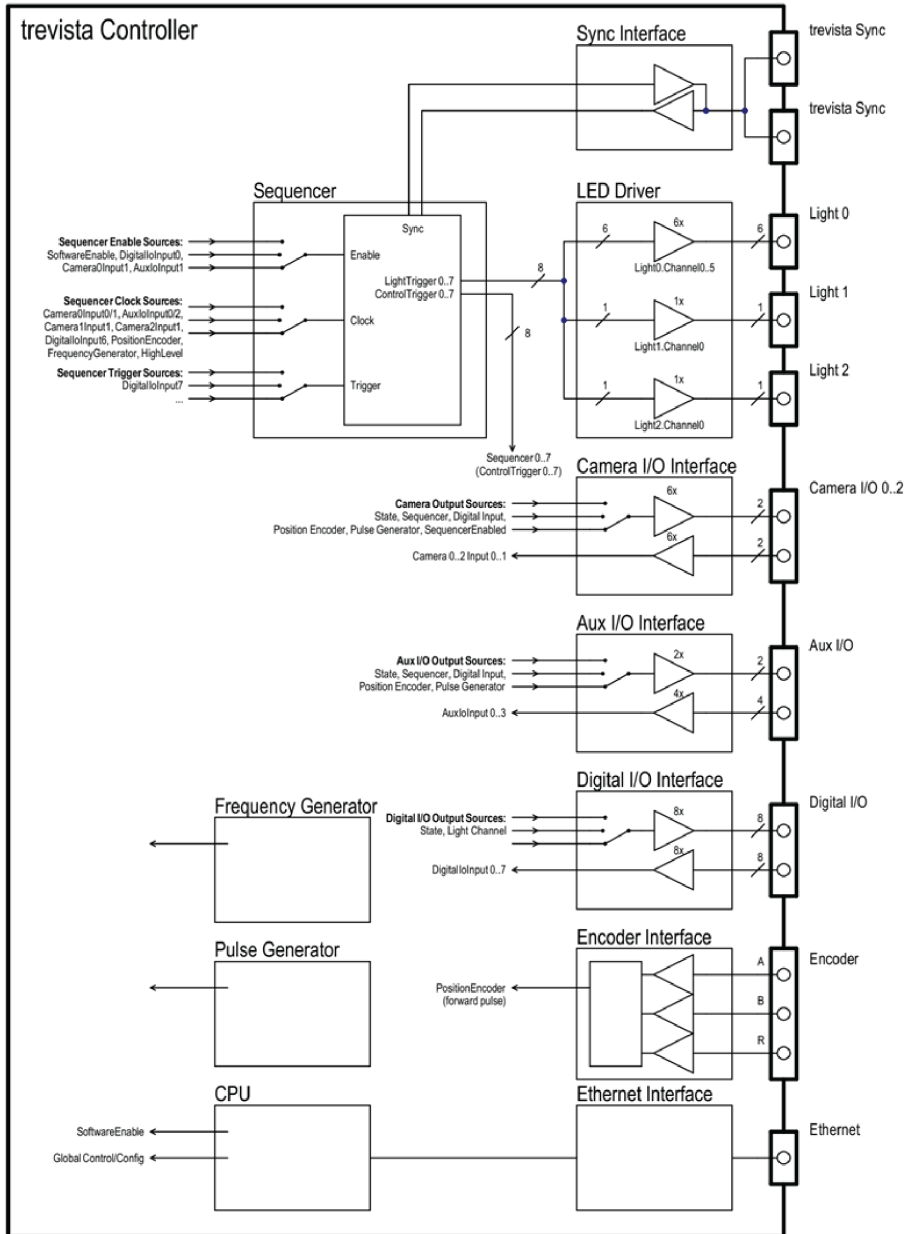 trevista Controller
Sync Interface
trevista Sync
trevista Sync
Sequencer
Sync
Sequencer Enable Sources:
SoftwareEnable, DigitalIoInput0,
Camera0Input1, AuxIoInput1
Enable
LightTrigger 0..7
ControlTrigger 0..7
8
8
Sequencer Clock Sources:
Camera0Input0/1, AuxIoInput0/2,
Camera1Input1, Camera2Input1,
DigitalIoInput6, PositionEncoder,
FrequencyGenerator, HighLevel
Clock
Sequencer Trigger Sources:
DigitalIoInput7
...
Trigger
Sequencer 0..7
(ControlTrigger 0..7)
LED Driver
6
6x
Light0.Channel0..5
6
Light 0
1
1x
Light1.Channel0
1
Light 1
1
1x
Light2.Channel0
1
Light 2
Camera I/O Interface
Camera Output Sources:
State, Sequencer, Digital Input,
Position Encoder, Pulse Generator, SequencerEnabled
Camera 0..2 Input 0..1
6x
6x
2
2
Camera I/O 0..2
Aux I/O Interface
Aux I/O Output Sources:
State, Sequencer, Digital Input,
Position Encoder, Pulse Generator
AuxIoInput 0..3
2x
4x
2
4
Aux I/O
Digital I/O Interface
Digital I/O Output Sources:
State, Light Channel
DigitalIoInput 0..7
8x
8x
8
8
Digital I/O
Frequency Generator
Pulse Generator
Encoder Interface
PositionEncoder
(forward pulse)
A
B
R
Encoder
CPU
SoftwareEnable
Global Control/Config
Ethernet Interface
Ethernet